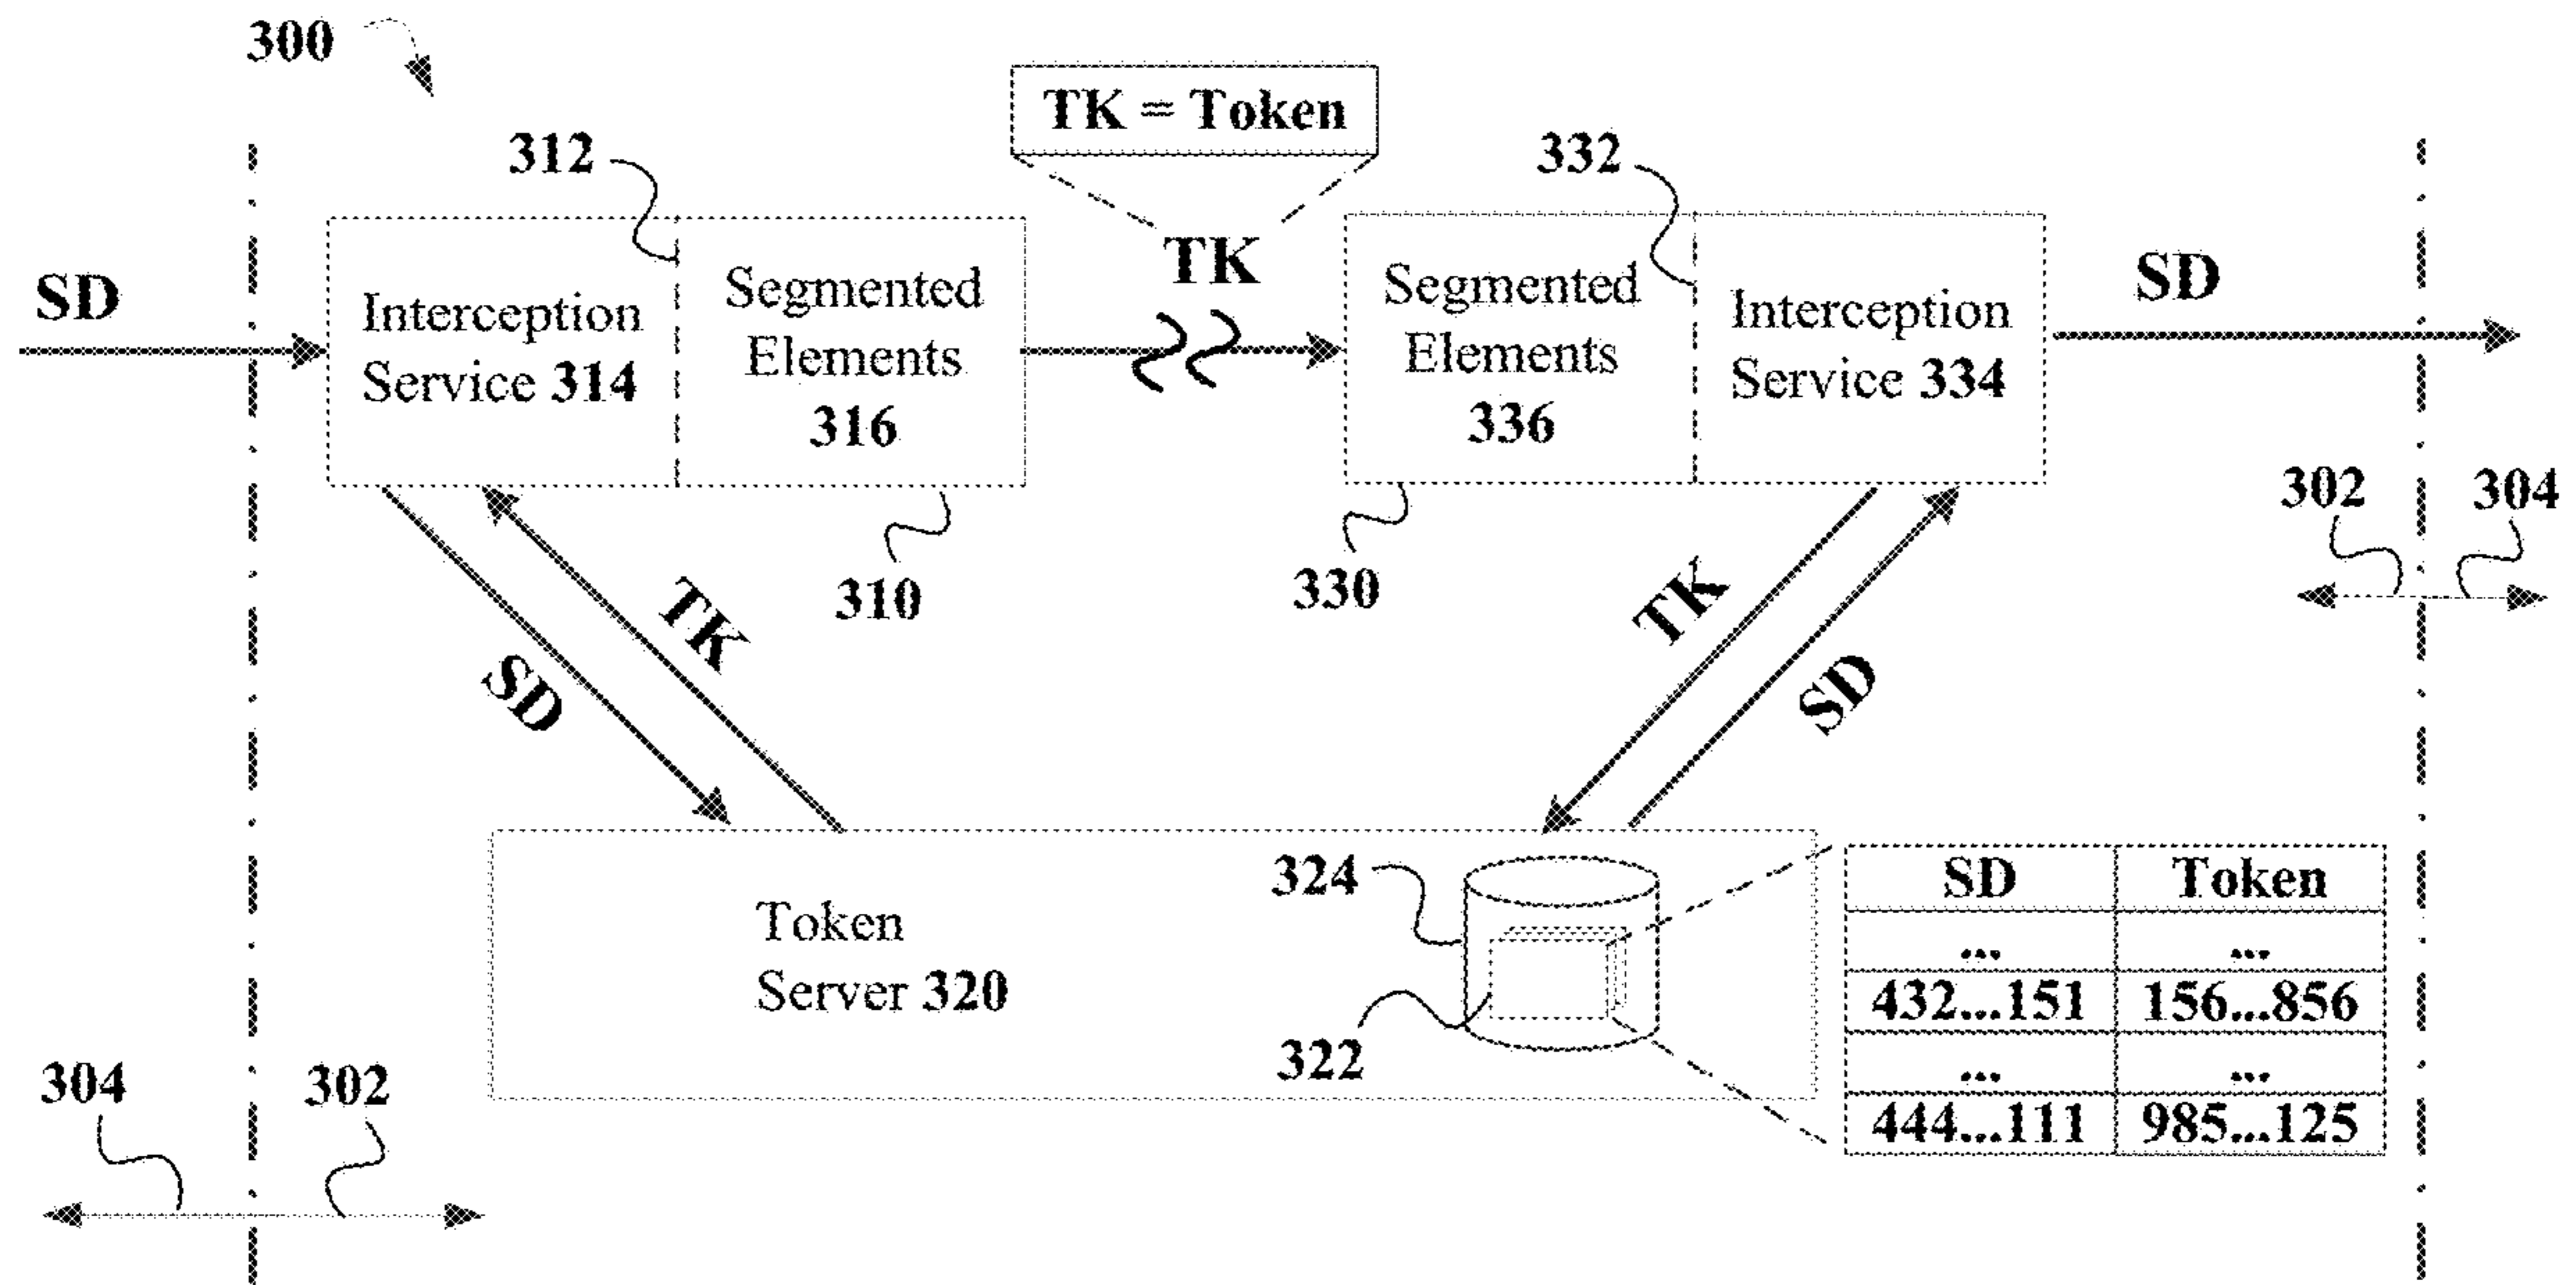 300
TK = Token
312
332
SD
Interception
Service 314
Segmented
Elements
316
TK
Segmented
Elements
336
Interception
Service 334
SD
302
304
310
330
TK
SD
TK
SD
Token
Server 320
324
322
SD Token
... ...
432...151 156...856
... ...
444...111 985...125
304
302